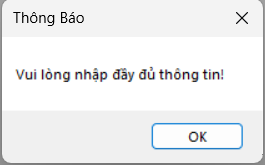 Thông Báo
Vui lòng nhập đầy đủ thông tin!
OK